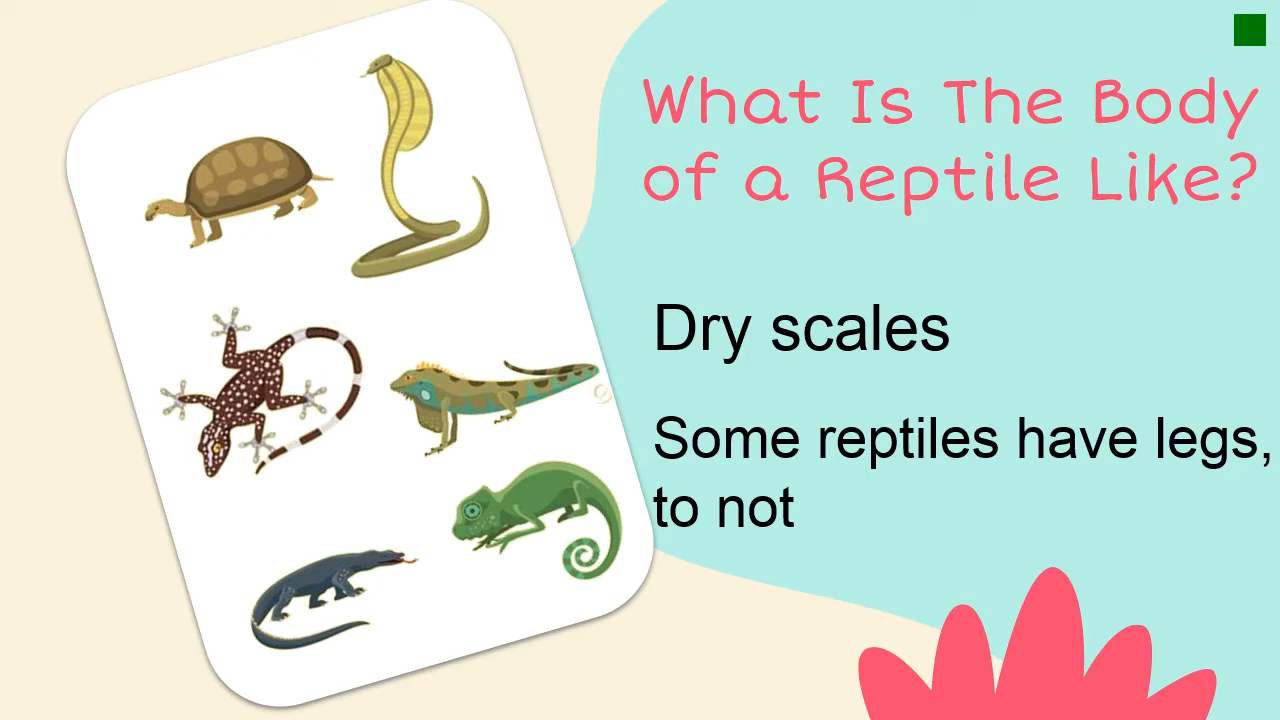 What Is The Body
of a Reptile Like?
Dry scales
Some reptiles have legs,
to not